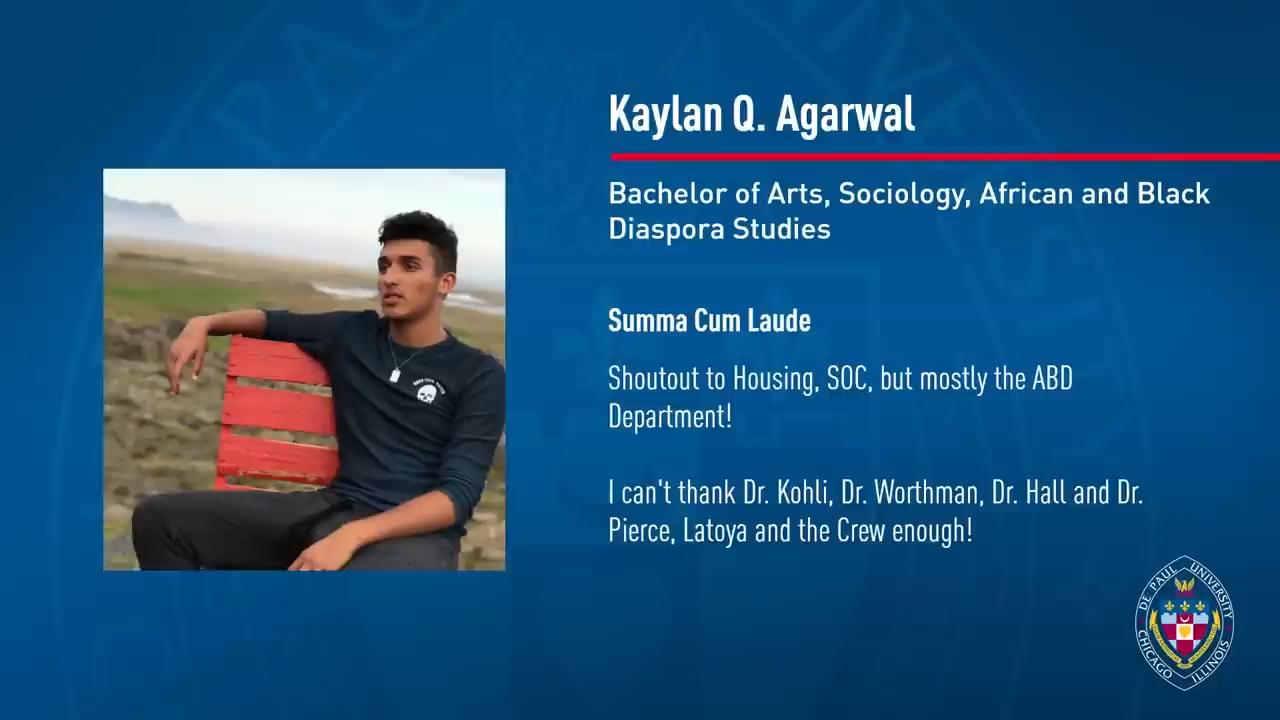 Kaylan Q. Agarwal
Bachelor of Arts, Sociology, African and Black
Diaspora Studies
Summa Cum Laude
Shoutout to Housing, SOC, but mostly the ABD
Department!
I can't thank Dr. Kohli, Dr. Worthman, Dr. Hall and Dr.
Pierce, Latoya and the Crew enough!
DE PAUL UNIVERSITY
CHICAGO ILLINOIS